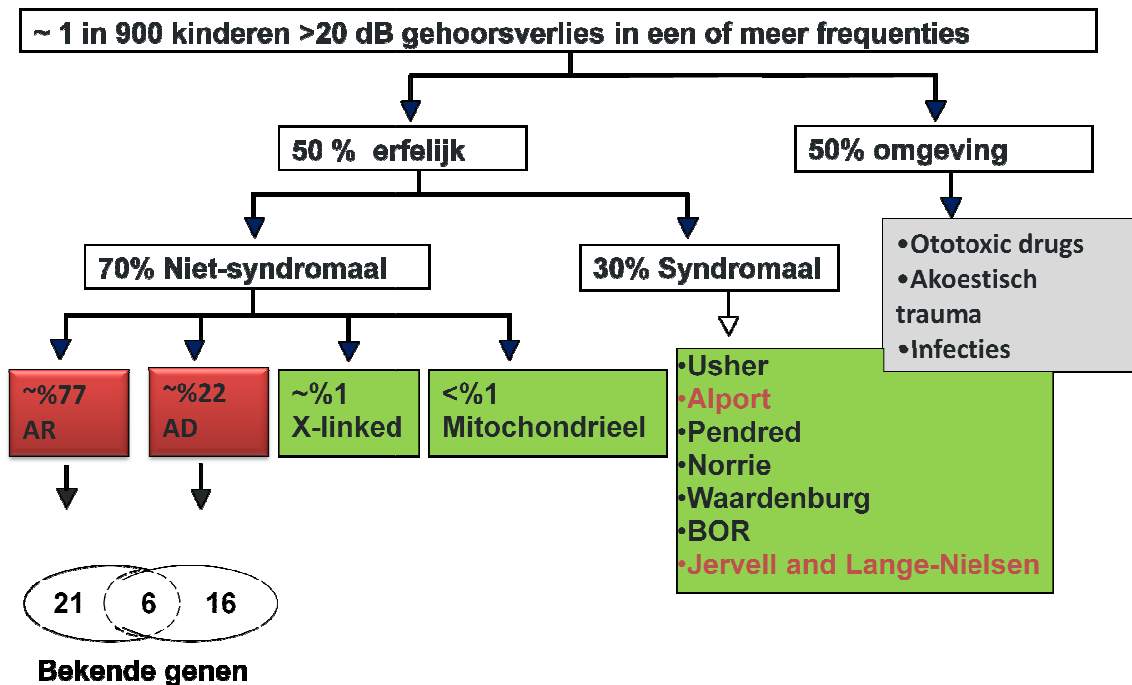 ~ 1 in 900 kinderen >20 dB gehoorsverlies in een of meer frequenties
50 % erfelijk
50% omgeving
•Ototoxic drugs
•Akoestisch
trauma
•Infecties
70% Niet-syndromaal
30% Syndromaal
~%77
AR
~%22
AD
~%1
X-linked
<%1
Mitochondrieel
•Usher
•Alport
•Pendred
•Norrie
•Waardenburg
•BOR
•Jervell and Lange-Nielsen
21 6 16
Bekende genen